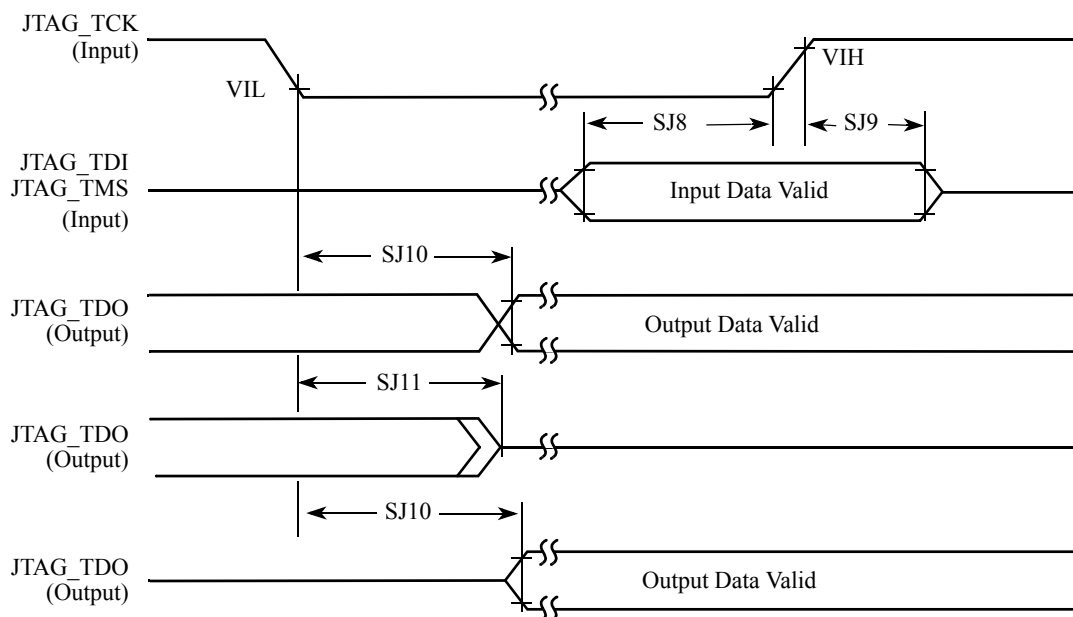 JTAG_TCK
(Input)
VIH
VIL
SJ8
SJ9
JTAG_TDI
JTAG_TMS
(Input)
Input Data Valid
SJ10
JTAG_TDO
(Output)
Output Data Valid
SJ11
JTAG_TDO
(Output)
SJ10
JTAG_TDO
(Output)
Output Data Valid